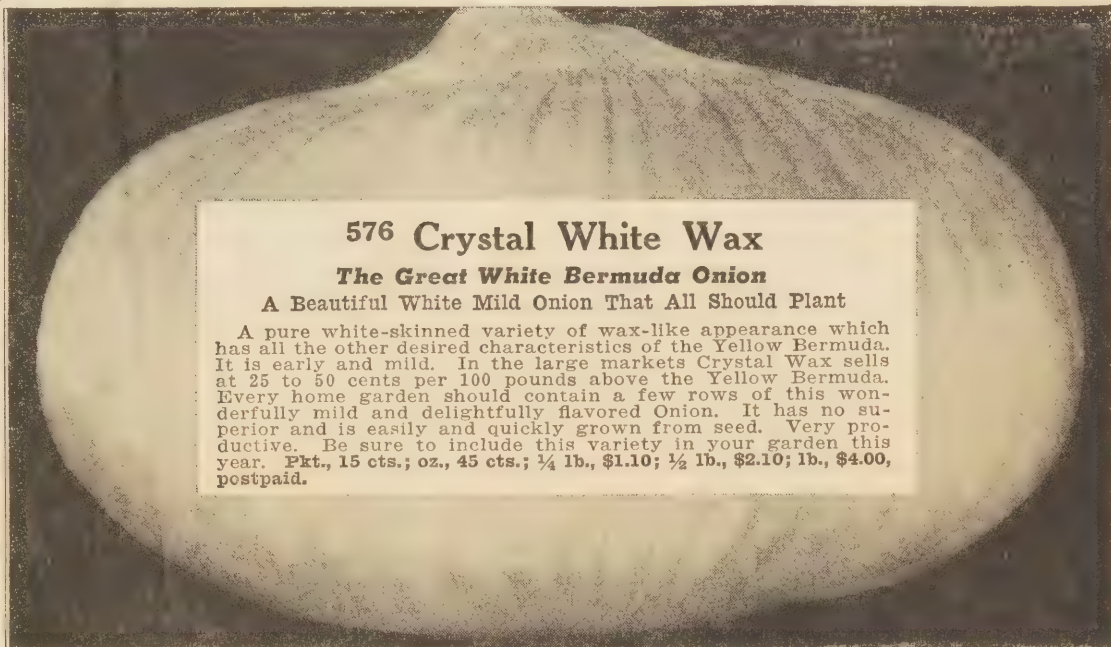 576 Crystal White Wax
The Great White Bermuda Onion
A Beautiful White Mild Onion That All Should Plant
A pure white-skinned variety of wax-like appearance which
has all the other desired characteristics of the Yellow Bermuda.
It is early and mild. In the large markets Crystal Wax sells
at 25 to 50 cents per 100 pounds above the Yellow Bermuda.
Every home garden should contain a few rows of this won-
derfully mild and delightfully flavored Onion. It has no su-
perior and is easily and quickly grown from seed. Very pro-
ductive. Be sure to include this variety in your garden this
year. Pkt., 15 cts.; oz., 45 cts.; ¼ lb., $1.10; ½ lb., $2.10; lb., $4.00,
postpaid.